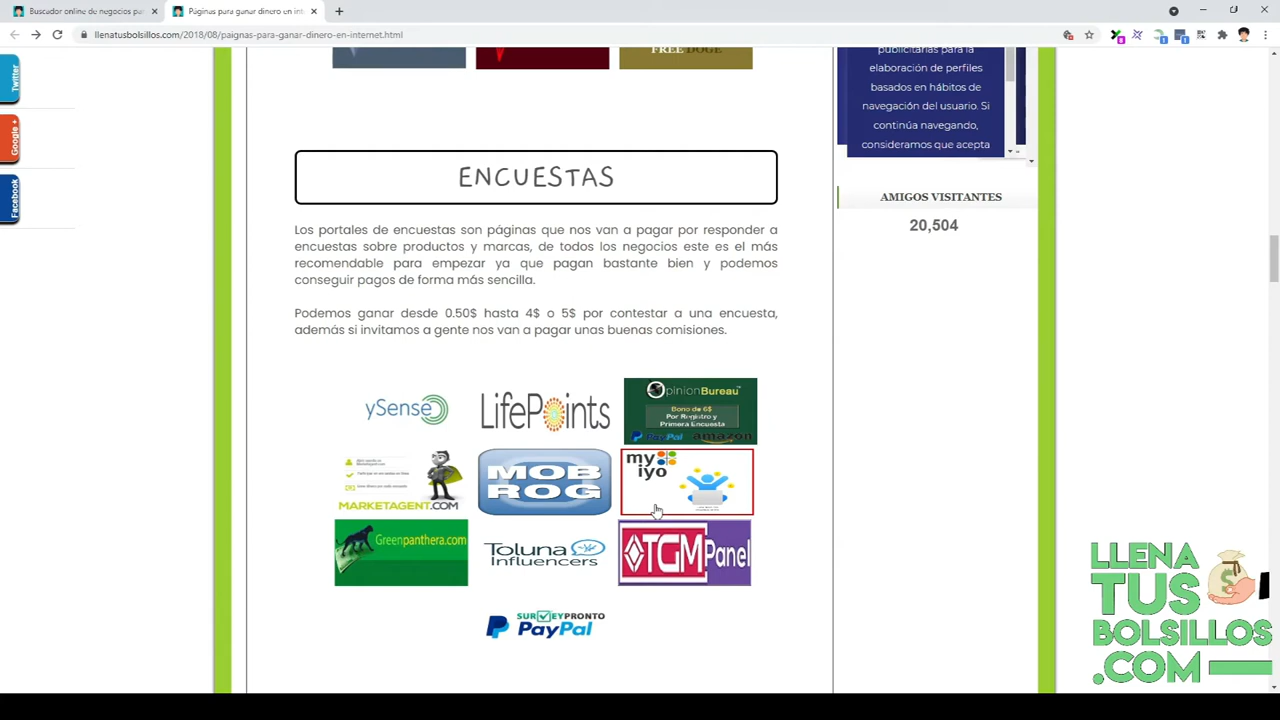 Buscador online de negocios pa
Páginas para ganar dinero en int
llenatusbolsillos.com/2018/08/paignas-para-ganar-dinero-en-internet.html
Twitter
Google +
Facebook
FREE DOGE
publicitarias para la
elaboración de perfiles
basados en hábitos de
navegación del usuario. Si
continúa navegando,
consideramos que acepta
AMIGOS VISITANTES
20,504
ENCUESTAS
Los portales de encuestas son páginas que nos van a pagar por responder a
encuestas sobre productos y marcas, de todos los negocios este es el más
recomendable para empezar ya que pagan bastante bien y podemos
conseguir pagos de forma más sencilla.
Podemos ganar desde 0.50$ hasta 4$ o 5$ por contestar a una encuesta,
además si invitamos a gente nos van a pagar unas buenas comisiones.
ySense
LifePoints
OpinionBureau
Bono de 6$
Por Registro y
Primera Encuesta
PayPal amazon
MARKETAGENT.COM
MOB
ROG
my
iyo
Greenpanthera.com
Toluna
Influencers
TGM Panel
SURVEYPRONTO
PayPal
LLENA
TUS
BOLSILLOS
.COM